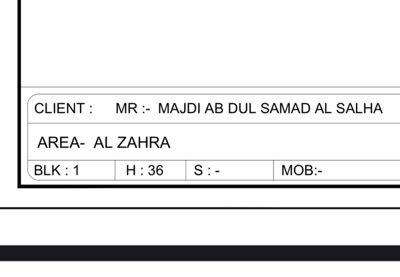 CLIENT : MR :- MAJDI AB DUL SAMAD AL SALHA
AREA- AL ZAHRA
BLK : 1 H : 36 S : - MOB:-